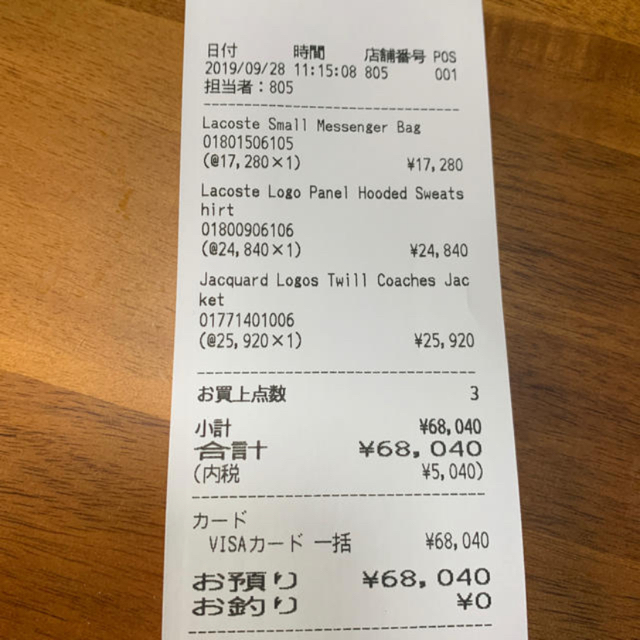 日付 時間 店舗番号 POS
2019/09/28 11:15:08 805 001
担当者：805
Lacoste Small Messenger Bag
01801506105
(@17,280×1) ¥17,280
Lacoste Logo Panel Hooded Sweats
hirt
01800906106
(@24,840×1) ¥24,840
Jacquard Logos Twill Coaches Jac
ket
01771401006
(@25,920×1) ¥25,920
お買上点数 3
小計 ¥68,040
合計 ¥68,040
(内税 ¥5,040)
カード
VISAカード 一括 ¥68,040
お預り ¥68,040
お釣り ¥0